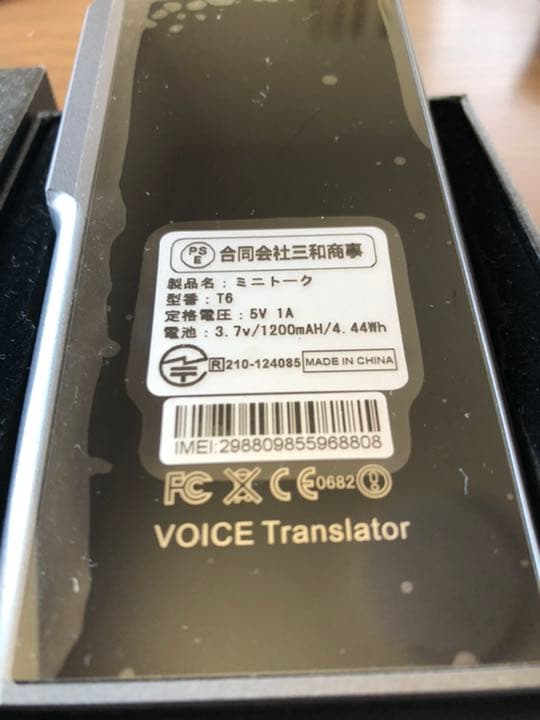 PSE 合同会社三和商事
製品名：ミニトーク
型番：T6
定格電圧：5V 1A
電池：3.7v/1200mAH/4.44Wh
R 210-124085 MADE IN CHINA
IMEI:298809855968808
FC CE0682
VOICE Translator